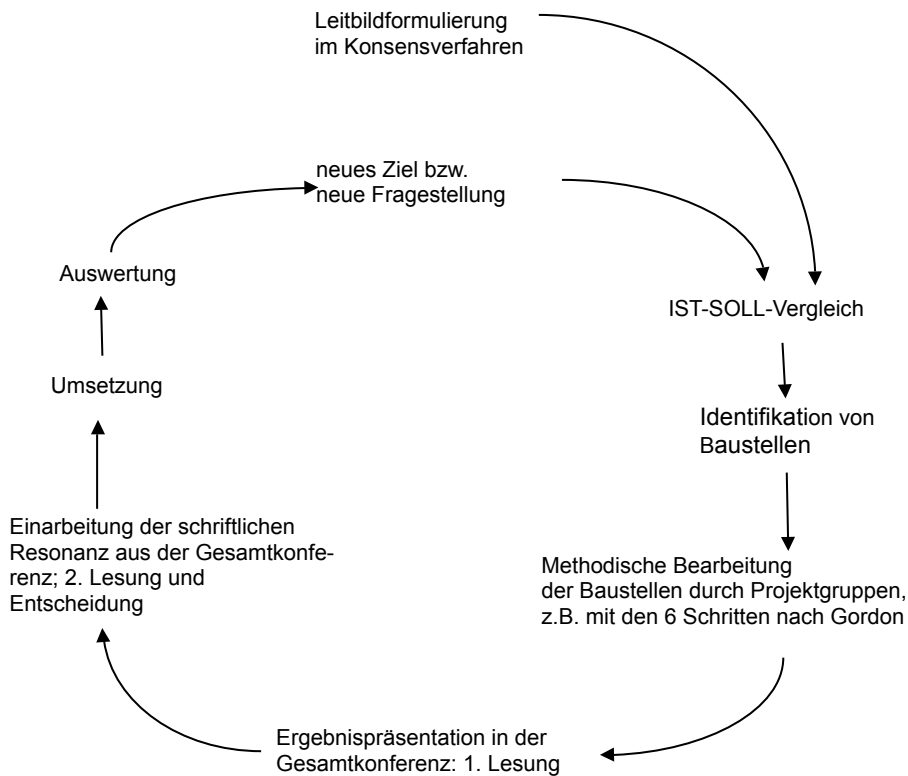 Leitbildformulierung
im Konsensverfahren
neues Ziel bzw.
neue Fragestellung
IST-SOLL-Vergleich
Identifikation von
Baustellen
Methodische Bearbeitung
der Baustellen durch Projektgruppen,
z.B. mit den 6 Schritten nach Gordon
Ergebnispräsentation in der
Gesamtkonferenz: 1. Lesung
Einarbeitung der schriftlichen
Resonanz aus der Gesamtkonfe-
renz; 2. Lesung und
Entscheidung
Umsetzung
Auswertung